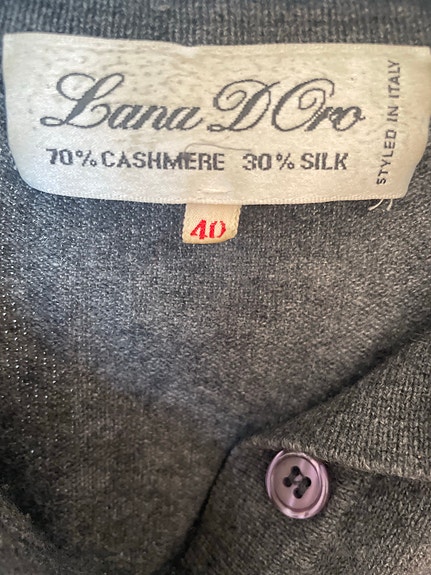 Lana D'Oro
70% CASHMERE 30% SILK
STYLED IN ITALY
40